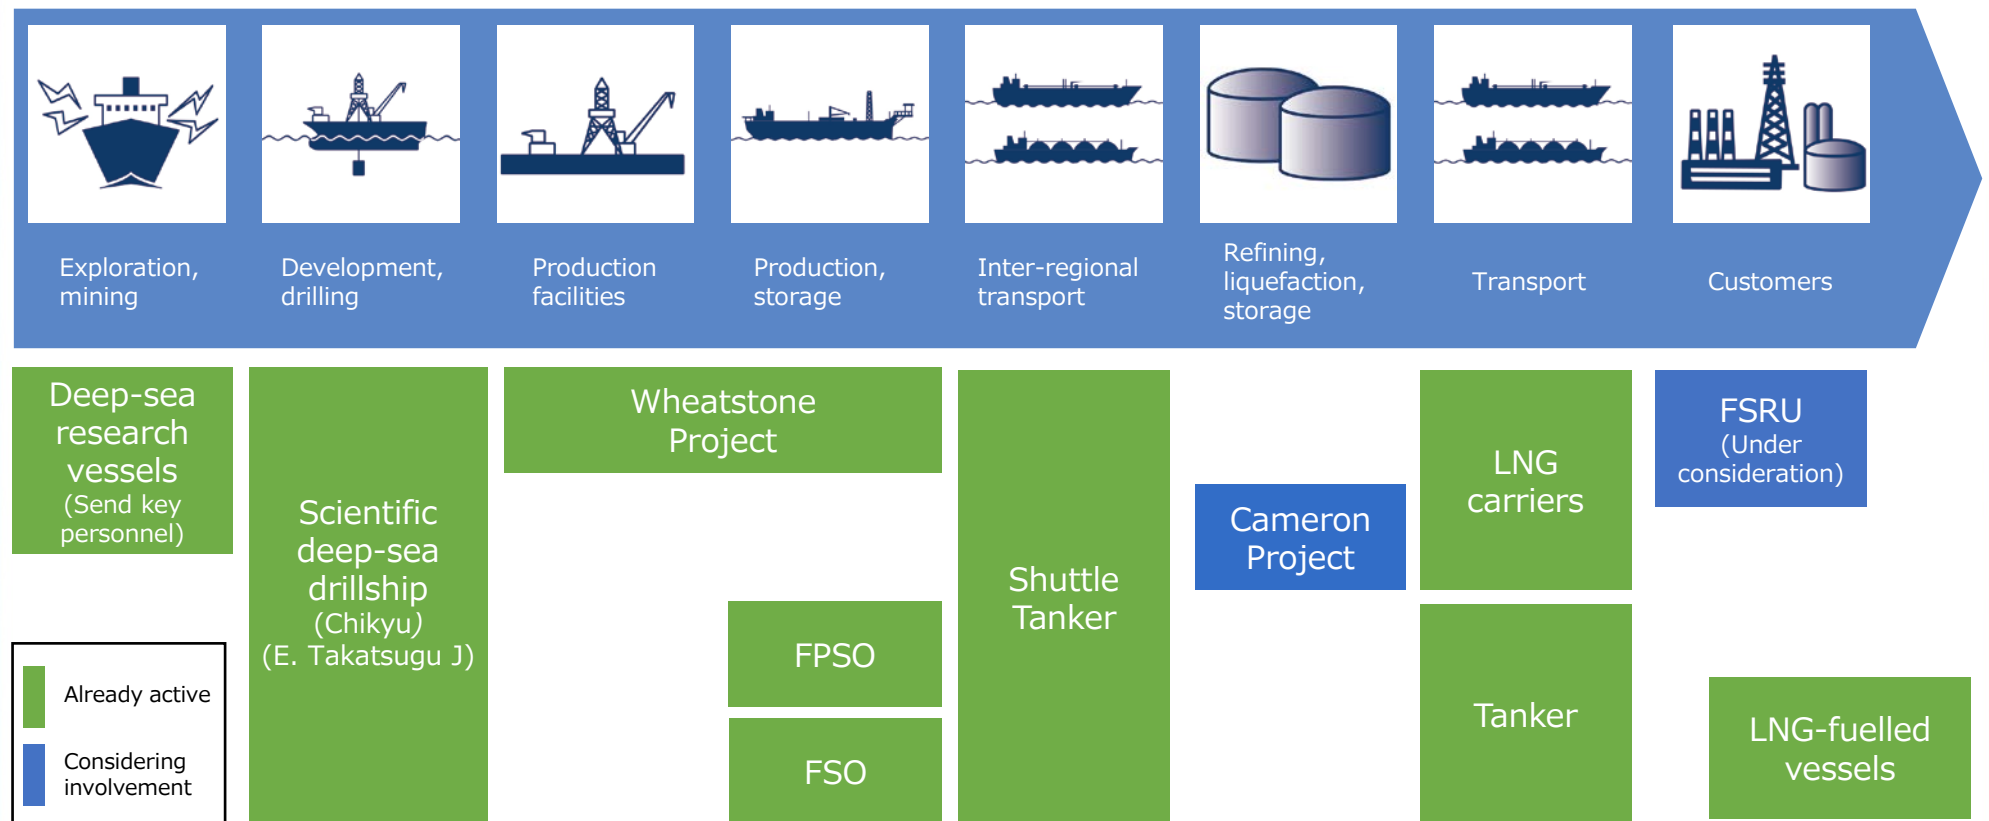 Exploration,
mining
Development,
drilling
Production
facilities
Production,
storage
Inter-regional
transport
Refining,
liquefaction,
storage
Transport
Customers
Deep-sea
research
vessels
(Send key
personnel)
Scientific
deep-sea
drillship
(Chikyu)
(E. Takatsugu J)
Wheatstone
Project
FPSO
FSO
Shuttle
Tanker
Cameron
Project
LNG
carriers
Tanker
FSRU
(Under
consideration)
LNG-fuelled
vessels
Already active
Considering
involvement